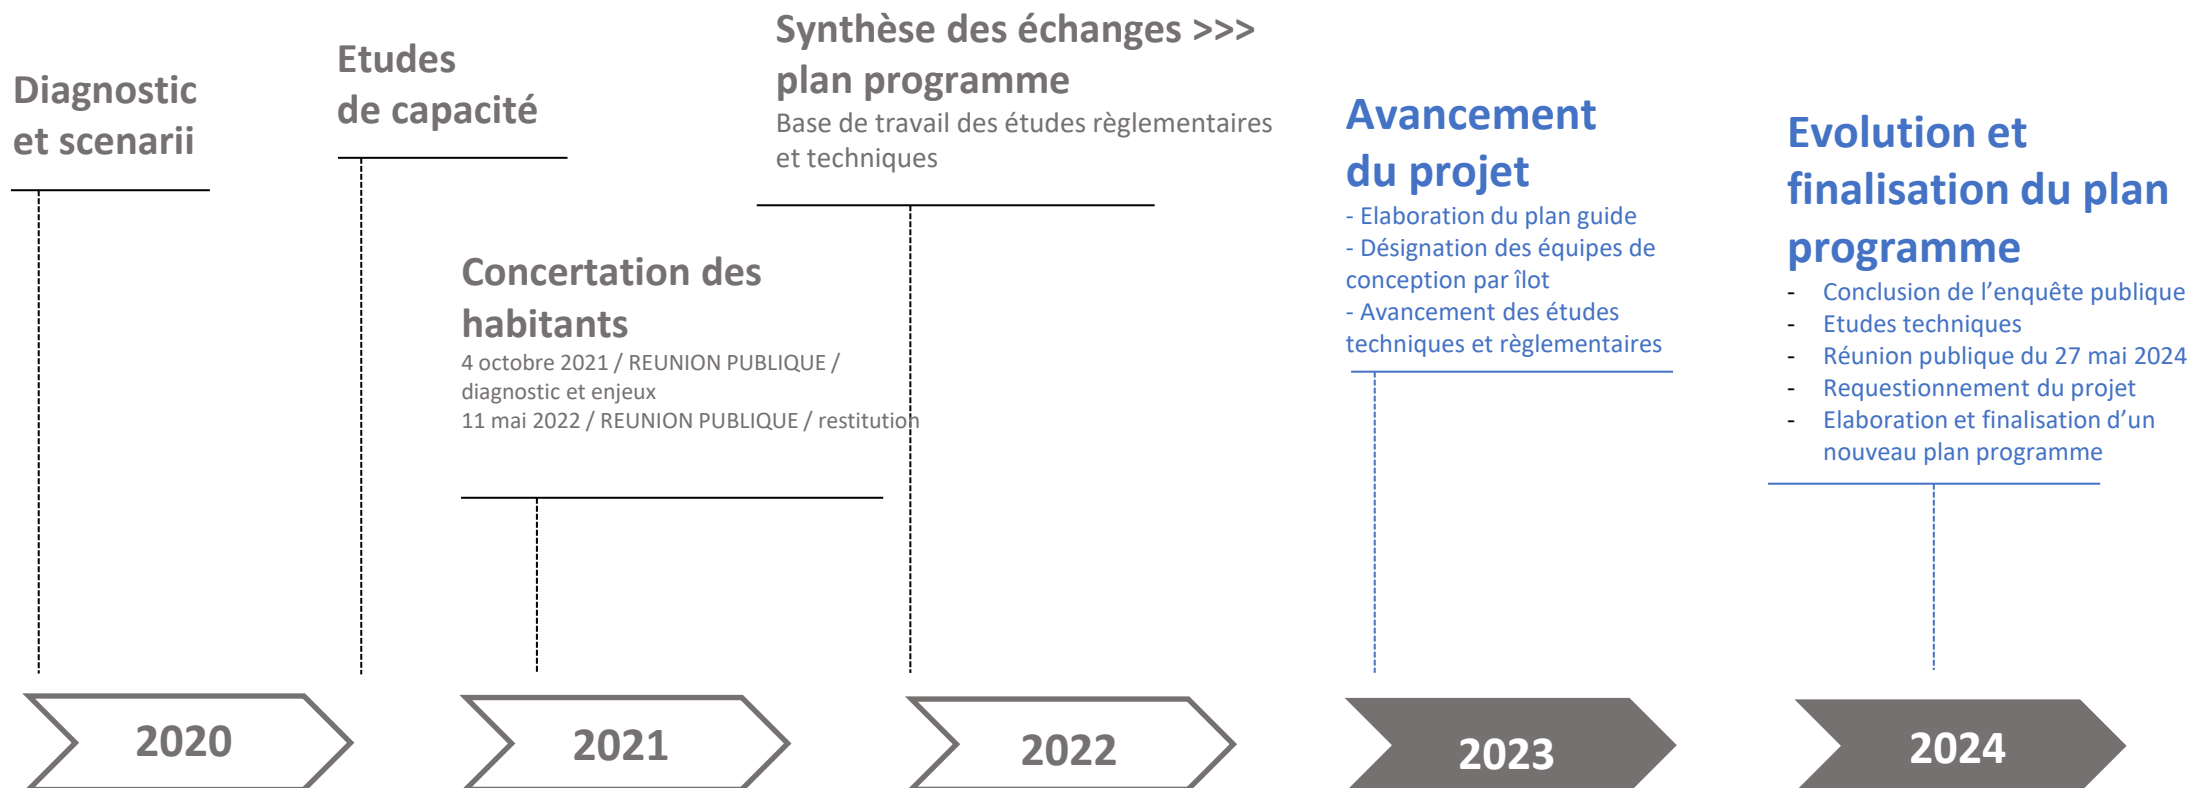 Diagnostic
et scenarii
Etudes
de capacité
Concertation des
habitants
4 octobre 2021 / REUNION PUBLIQUE /
diagnostic et enjeux
11 mai 2022 / REUNION PUBLIQUE / restitution
Synthèse des échanges >>>
plan programme
Base de travail des études règlementaires
et techniques
Avancement
du projet
- Elaboration du plan guide
- Désignation des équipes de
conception par îlot
- Avancement des études
techniques et règlementaires
Evolution et
finalisation du plan
programme
- Conclusion de l’enquête publique
- Etudes techniques
- Réunion publique du 27 mai 2024
- Requestionnement du projet
- Elaboration et finalisation d’un
nouveau plan programme
2020
2021
2022
2023
2024